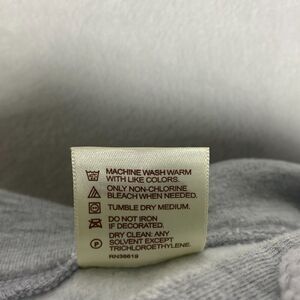 MACHINE WASH WARM
WITH LIKE COLORS.
ONLY NON-CHLORINE
BLEACH WHEN NEEDED.
TUMBLE DRY MEDIUM.
DO NOT IRON
IF DECORATED.
DRY CLEAN: ANY
P
SOLVENT EXCEPT
TRICHLOROETHYLENE.
RN38619